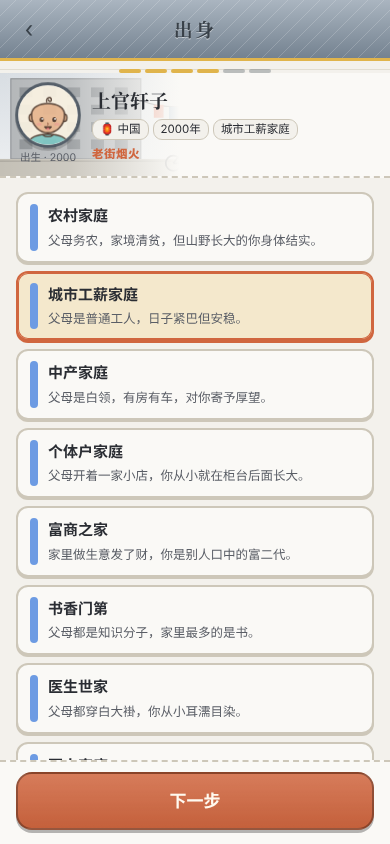 出身
上官轩子
中国 2000年 城市工薪家庭
出生 · 2000 老街烟火
农村家庭
父母务农，家境清贫，但山野长大的你身体结实。
城市工薪家庭
父母是普通工人，日子紧巴但安稳。
中产家庭
父母是白领，有房有车，对你寄予厚望。
个体户家庭
父母开着一家小店，你从小就在柜台后面长大。
富商之家
家里做生意发了财，你是别人口中的富二代。
书香门第
父母都是知识分子，家里最多的是书。
医生世家
父母都穿白大褂，你从小耳濡目染。
下一步